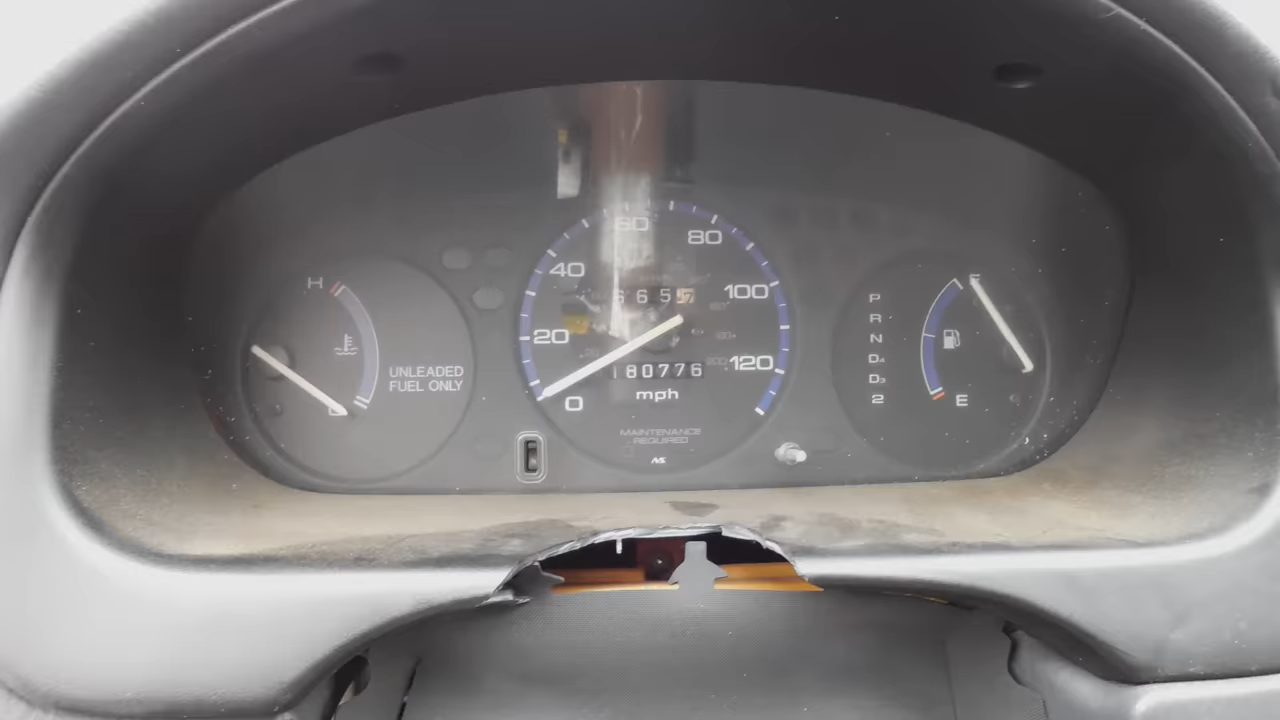 H
UNLEADED
FUEL ONLY
60
80
40
100
20
180776
120
mph
0
MAINTENANCE
REQUIRED
P
R
N
D4
D3
2
F
E